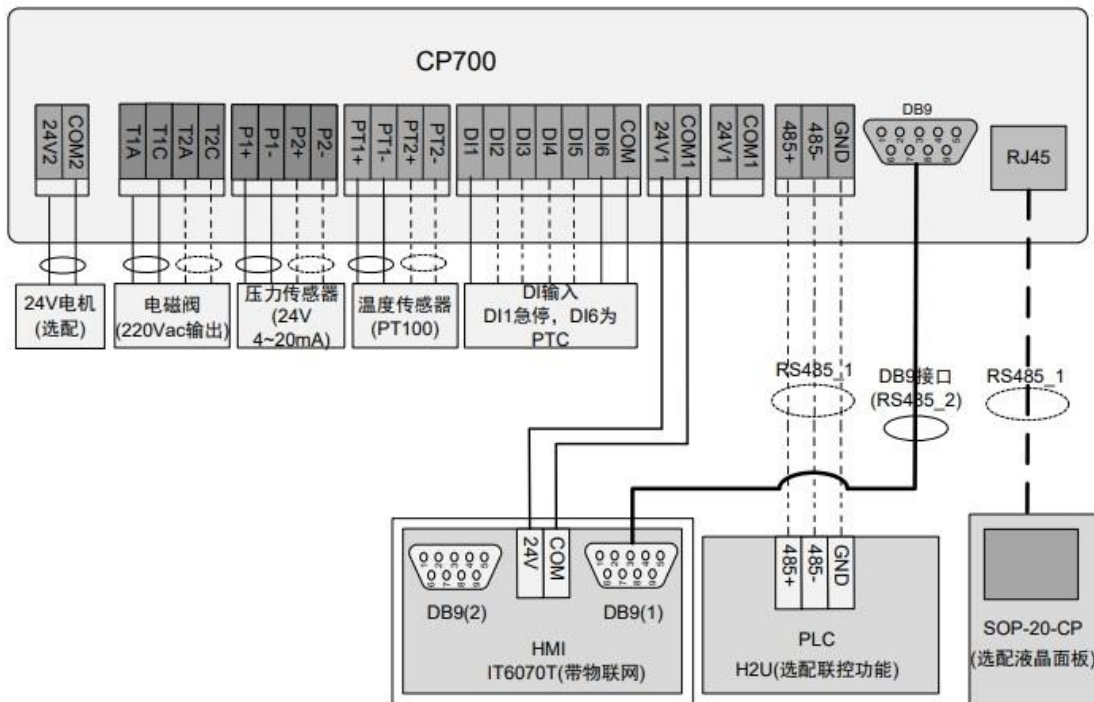 CP700
24V2
COM2
T1A
T1C
T2A
T2C
P1+
P1-
P2+
P2-
PT1+
PT1-
PT2+
PT2-
DI1
DI2
DI3
DI4
DI5
DI6
COM
24V1
COM1
24V1
COM1
485+
485-
GND
DB9
RJ45
24V电机
(选配)
电磁阀
(220Vac输出)
压力传感器
(24V
4~20mA)
温度传感器
(PT100)
DI输入
DI1急停，DI6为
PTC
RS485_1
DB9接口
(RS485_2)
RS485_1
24V
COM
DB9(2)
DB9(1)
HMI
IT6070T(带物联网)
485+
485-
GND
PLC
H2U(选配联控功能)
SOP-20-CP
(选配液晶面板)